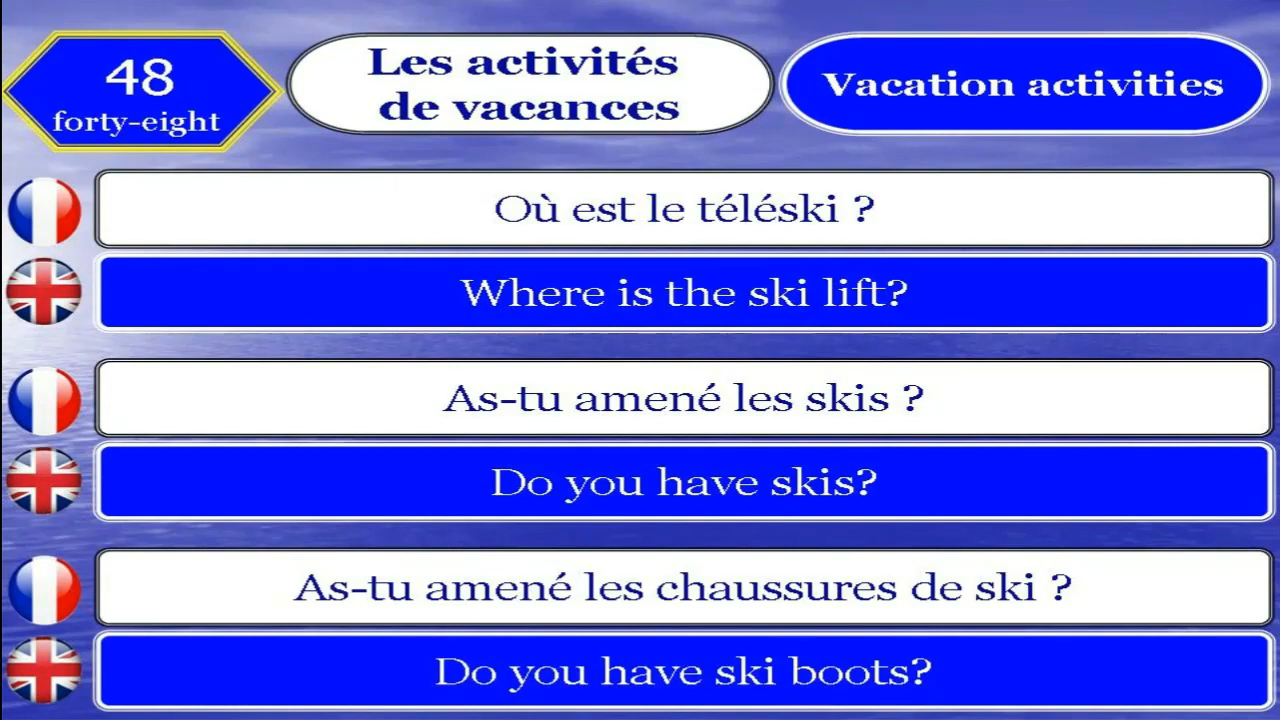 48
forty-eight
Les activités
de vacances
Vacation activities
Où est le téléski ?
Where is the ski lift?
As-tu amené les skis ?
Do you have skis?
As-tu amené les chaussures de ski ?
Do you have ski boots?